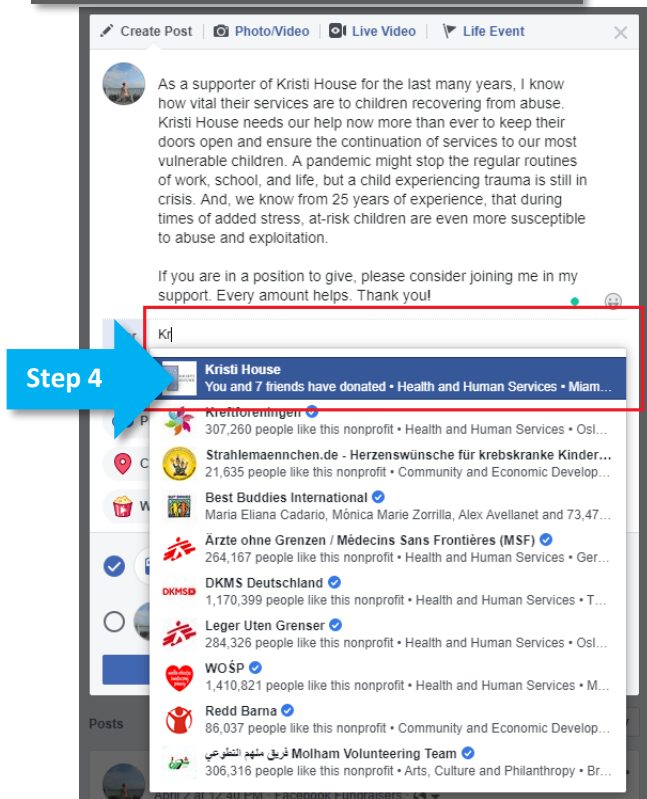 Create Post Photo/Video Live Video Life Event
As a supporter of Kristi House for the last many years, I know
how vital their services are to children recovering from abuse.
Kristi House needs our help now more than ever to keep their
doors open and ensure the continuation of services to our most
vulnerable children. A pandemic might stop the regular routines
of work, school, and life, but a child experiencing trauma is still in
crisis. And, we know from 25 years of experience, that during
times of added stress, at-risk children are even more susceptible
to abuse and exploitation.
If you are in a position to give, please consider joining me in my
support. Every amount helps. Thank you!
Kr
Step 4
Kristi House
You and 7 friends have donated • Health and Human Services • Miam...
Kreftforeningen
307,260 people like this nonprofit • Health and Human Services • Osl...
Strahlemaennchen.de - Herzenswünsche für krebskranke Kinder...
21,635 people like this nonprofit • Community and Economic Develop...
Best Buddies International
Maria Eliana Cadario, Mónica Marie Zorrilla, Alex Avellanet and 73,47...
Ärzte ohne Grenzen / Médecins Sans Frontières (MSF)
264,167 people like this nonprofit • Health and Human Services • Ger...
DKMS
DKMS Deutschland
1,170,399 people like this nonprofit • Health and Human Services • T...
Leger Uten Grenser
284,326 people like this nonprofit • Health and Human Services • Osl...
WOŚP
1,410,821 people like this nonprofit • Health and Human Services • M...
Redd Barna
86,037 people like this nonprofit • Community and Economic Develop...
فريق ملهم التطوعي Molham Volunteering Team
306,316 people like this nonprofit • Arts, Culture and Philanthropy • Br...
Posts
April 2 at 12:40 PM · Facebook Fundraisers ·